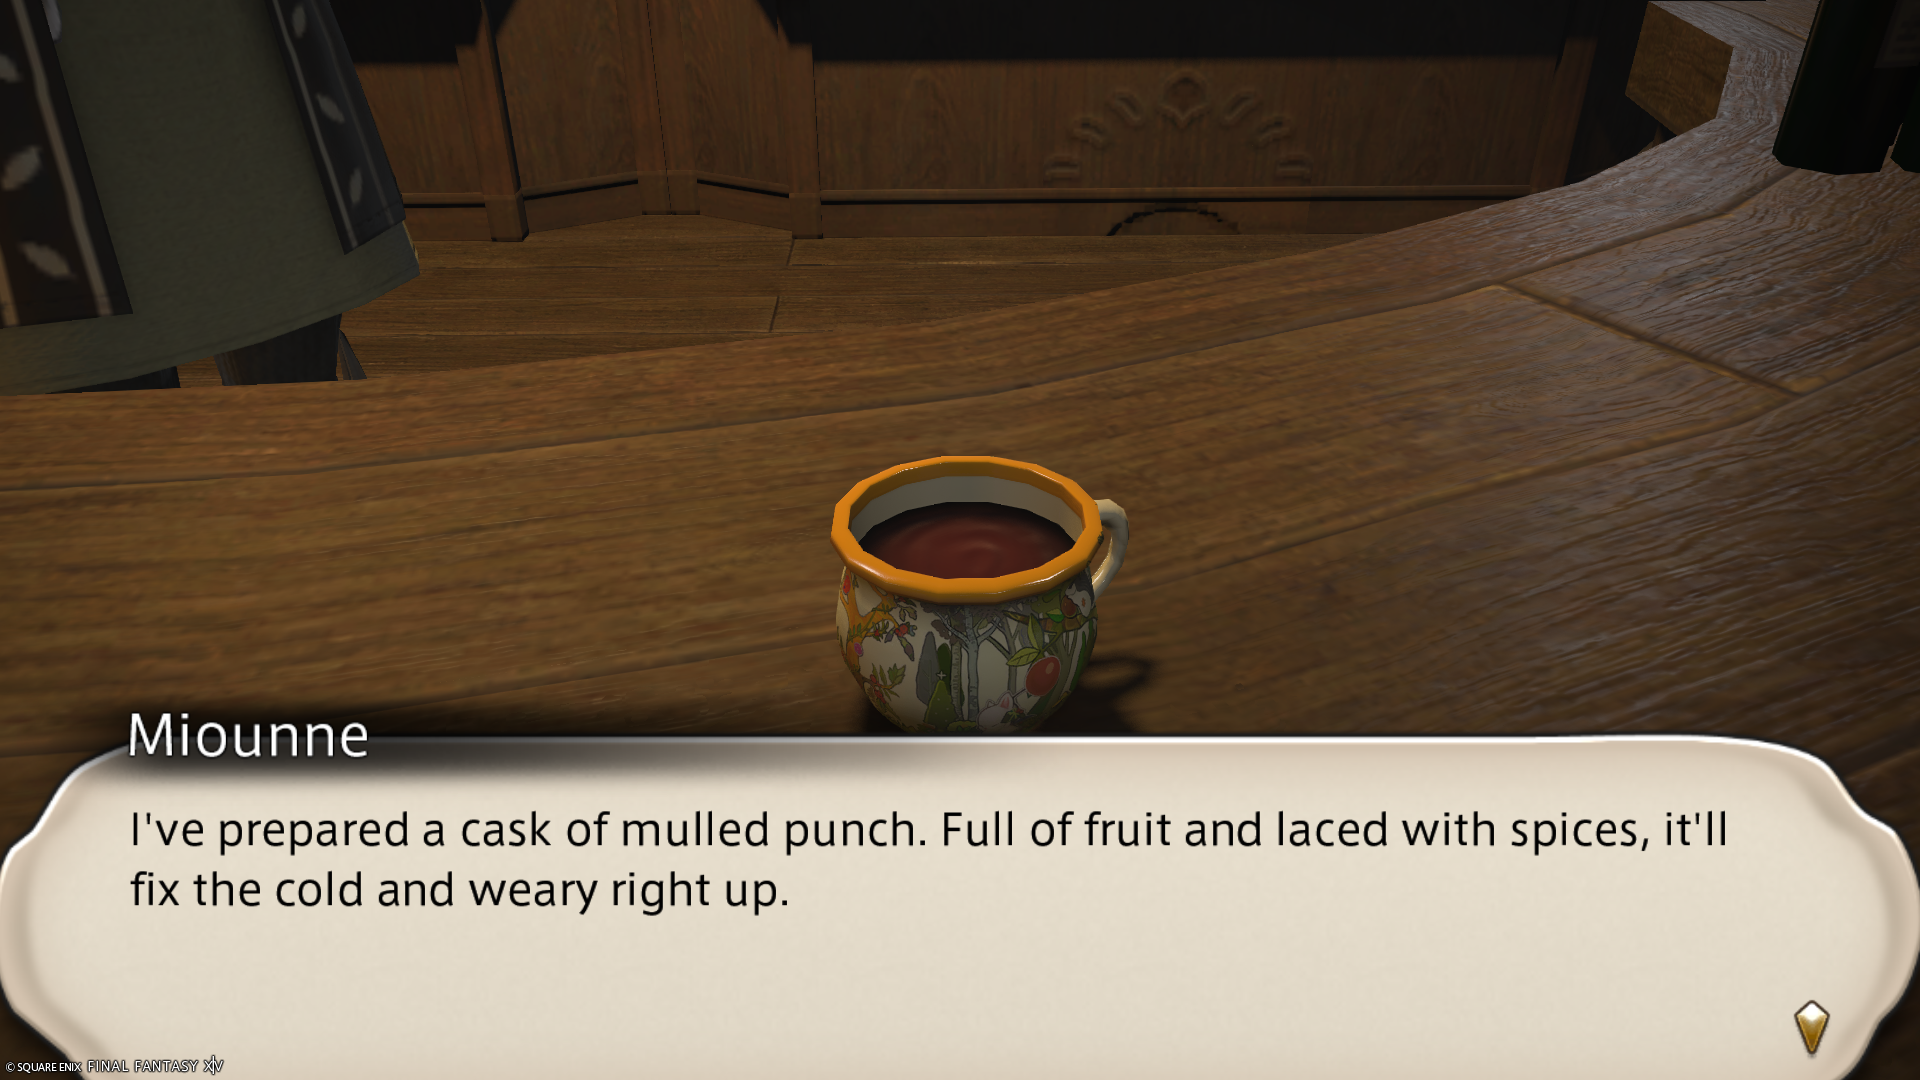 Miounne
I've prepared a cask of mulled punch. Full of fruit and laced with spices, it'll
fix the cold and weary right up.
© SQUARE ENIX FINAL FANTASY XIV